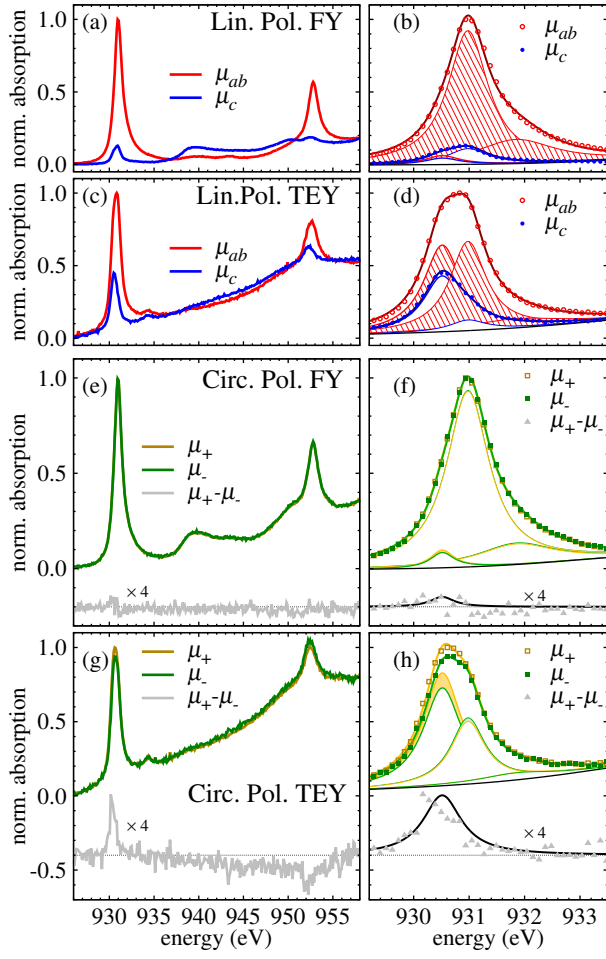 (a) Lin. Pol. FY
norm. absorption
1.0
0.5
0.0
μab
μc
(b)
μab
μc
(c) Lin.Pol. TEY
norm. absorption
1.0
0.5
0.0
μab
μc
(d)
μab
μc
(e) Circ. Pol. FY
norm. absorption
1.0
0.5
0.0
μ+
μ-
μ+-μ-
× 4
(f)
μ+
μ-
μ+-μ-
× 4
(g)
norm. absorption
1.0
0.5
0.0
-0.5
μ+
μ-
μ+-μ-
Circ. Pol. TEY
× 4
(h)
μ+
μ-
μ+-μ-
× 4
930 935 940 945 950 955
energy (eV)
930 931 932 933
energy (eV)